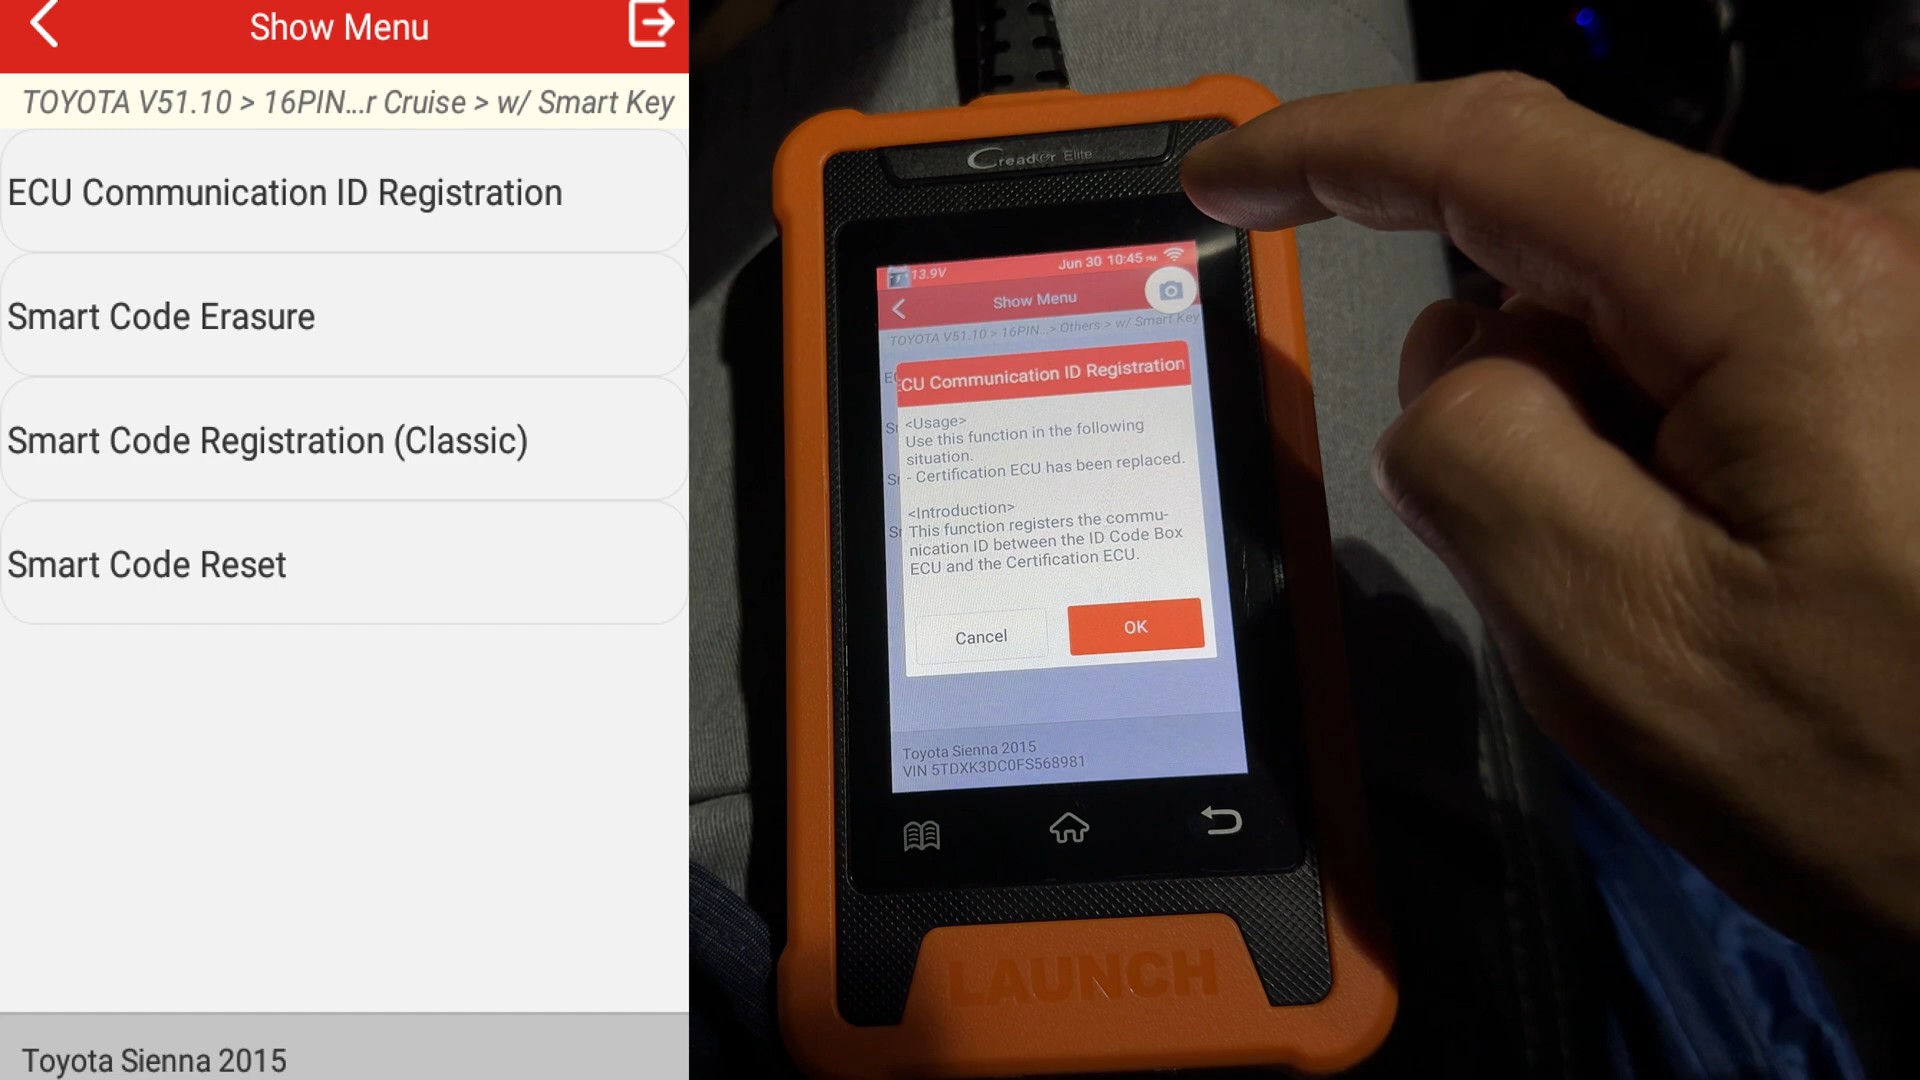 Show Menu
TOYOTA V51.10 > 16PIN...r Cruise > w/ Smart Key
ECU Communication ID Registration
Smart Code Erasure
Smart Code Registration (Classic)
Smart Code Reset
Toyota Sienna 2015
Creader Elite
13.9V
Jun 30 10:45 PM
Show Menu
TOYOTA V51.10 > 16PIN...> Others > w/ Smart Key
CU Communication ID Registration
<Usage>
Use this function in the following
situation.
- Certification ECU has been replaced.
<Introduction>
This function registers the commu-
nication ID between the ID Code Box
ECU and the Certification ECU.
Cancel
OK
Toyota Sienna 2015
VIN 5TDXK3DC0FS568981
LAUNCH